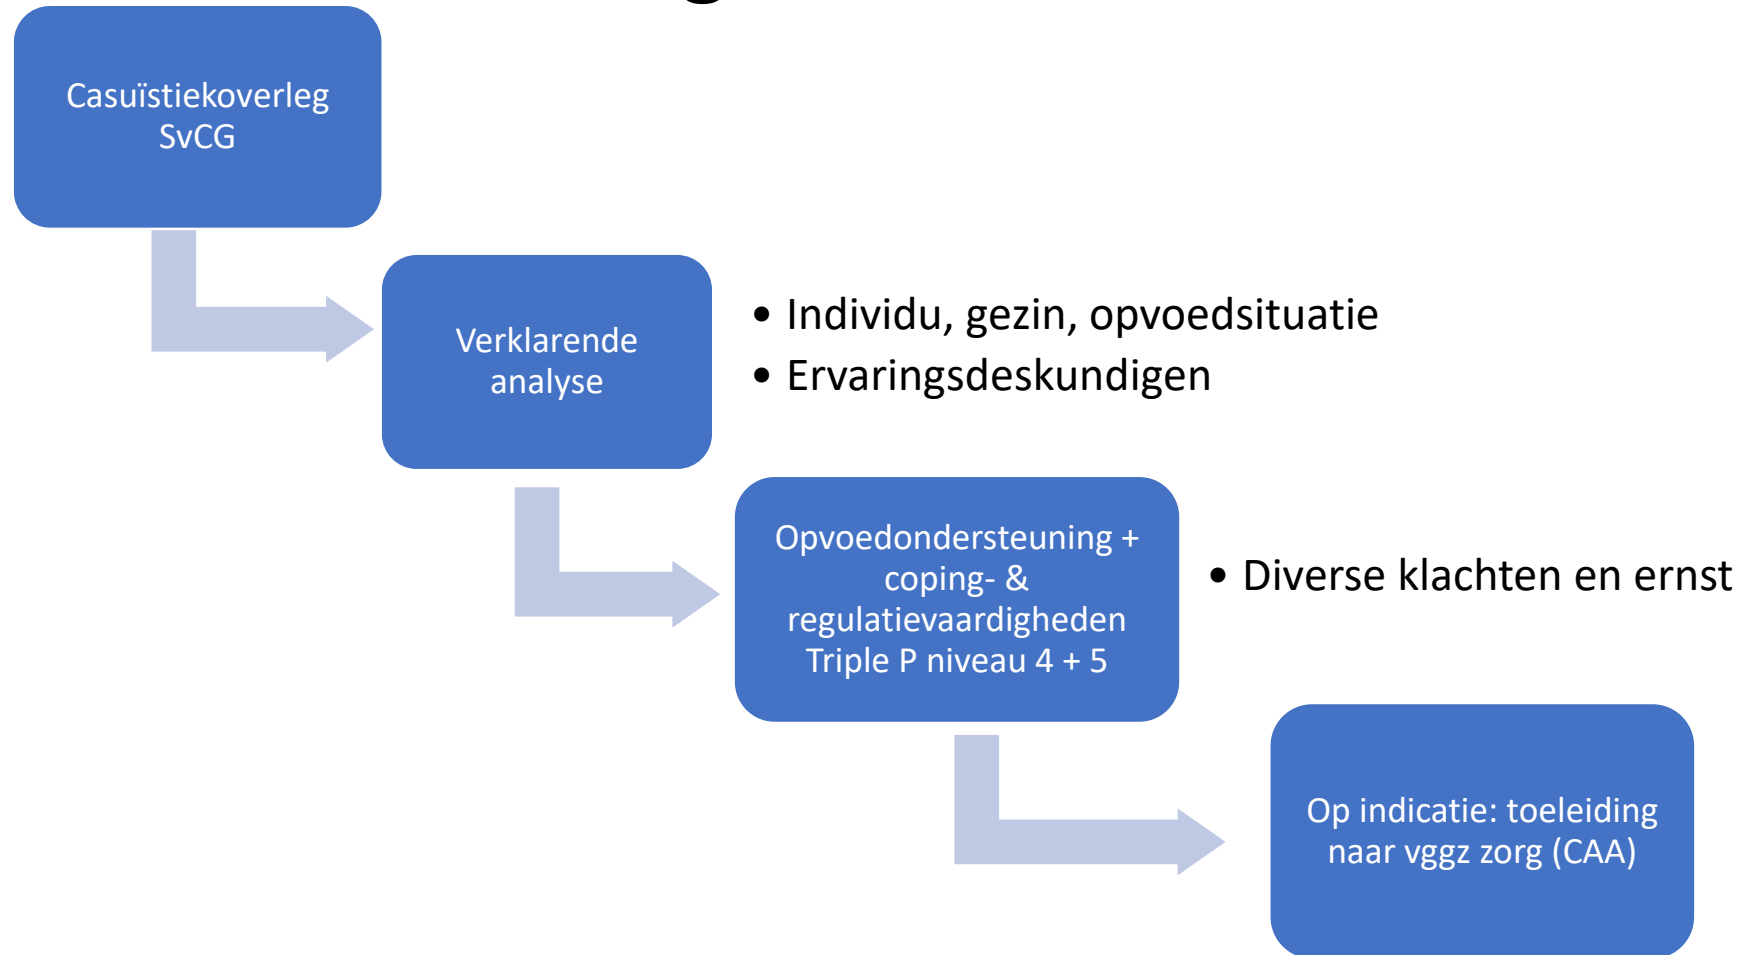 Casuïstiekoverleg
SvCG
Verklarende
analyse
• Individu, gezin, opvoedsituatie
• Ervaringsdeskundigen
Opvoedondersteuning +
coping- &
regulatievaardigheden
Triple P niveau 4 + 5
• Diverse klachten en ernst
Op indicatie: toeleiding
naar vggz zorg (CAA)